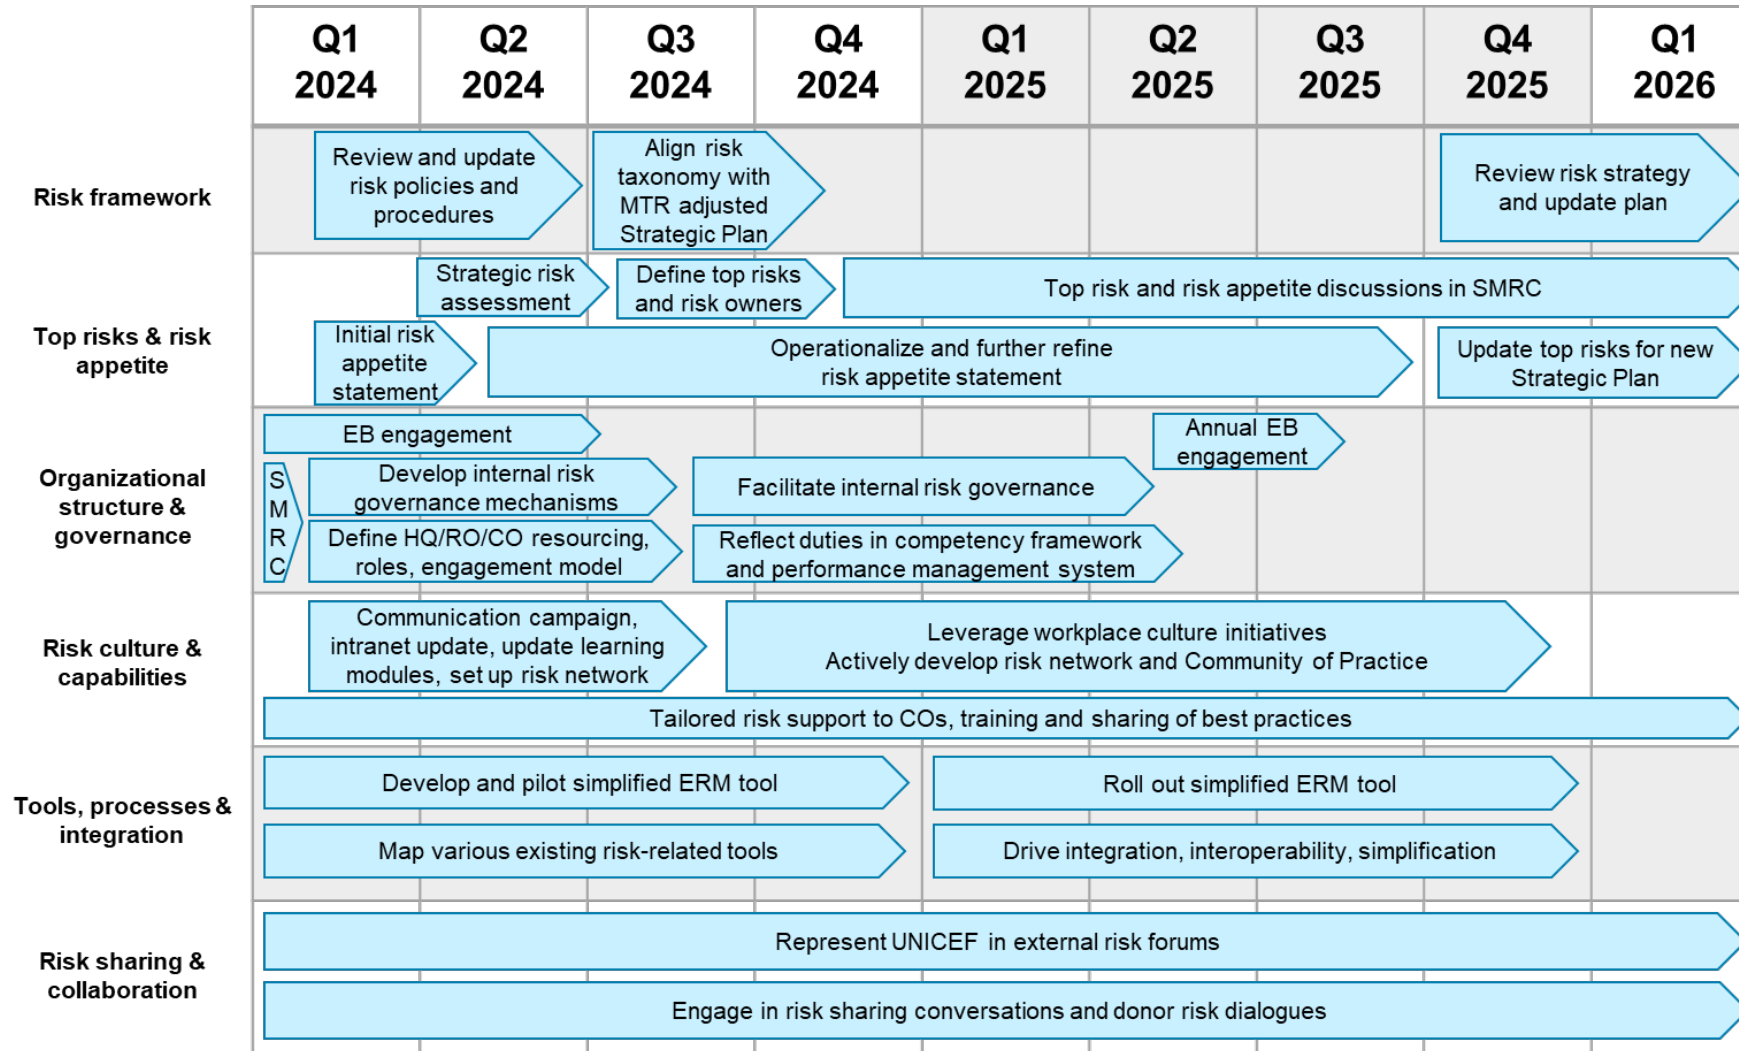 Q1
2024
Q2
2024
Q3
2024
Q4
2024
Q1
2025
Q2
2025
Q3
2025
Q4
2025
Q1
2026
Risk framework
Review and update
risk policies and
procedures
Align risk
taxonomy with
MTR adjusted
Strategic Plan
Review risk strategy
and update plan
Top risks & risk
appetite
Strategic risk
assessment
Define top risks
and risk owners
Top risk and risk appetite discussions in SMRC
Initial risk
appetite
statement
Operationalize and further refine
risk appetite statement
Update top risks for new
Strategic Plan
Organizational
structure &
governance
EB engagement
Annual EB
engagement
S
M
R
C
Develop internal risk
governance mechanisms
Facilitate internal risk governance
Define HQ/RO/CO resourcing,
roles, engagement model
Reflect duties in competency framework
and performance management system
Risk culture &
capabilities
Communication campaign,
intranet update, update learning
modules, set up risk network
Leverage workplace culture initiatives
Actively develop risk network and Community of Practice
Tailored risk support to COs, training and sharing of best practices
Tools, processes &
integration
Develop and pilot simplified ERM tool
Roll out simplified ERM tool
Map various existing risk-related tools
Drive integration, interoperability, simplification
Risk sharing &
collaboration
Represent UNICEF in external risk forums
Engage in risk sharing conversations and donor risk dialogues